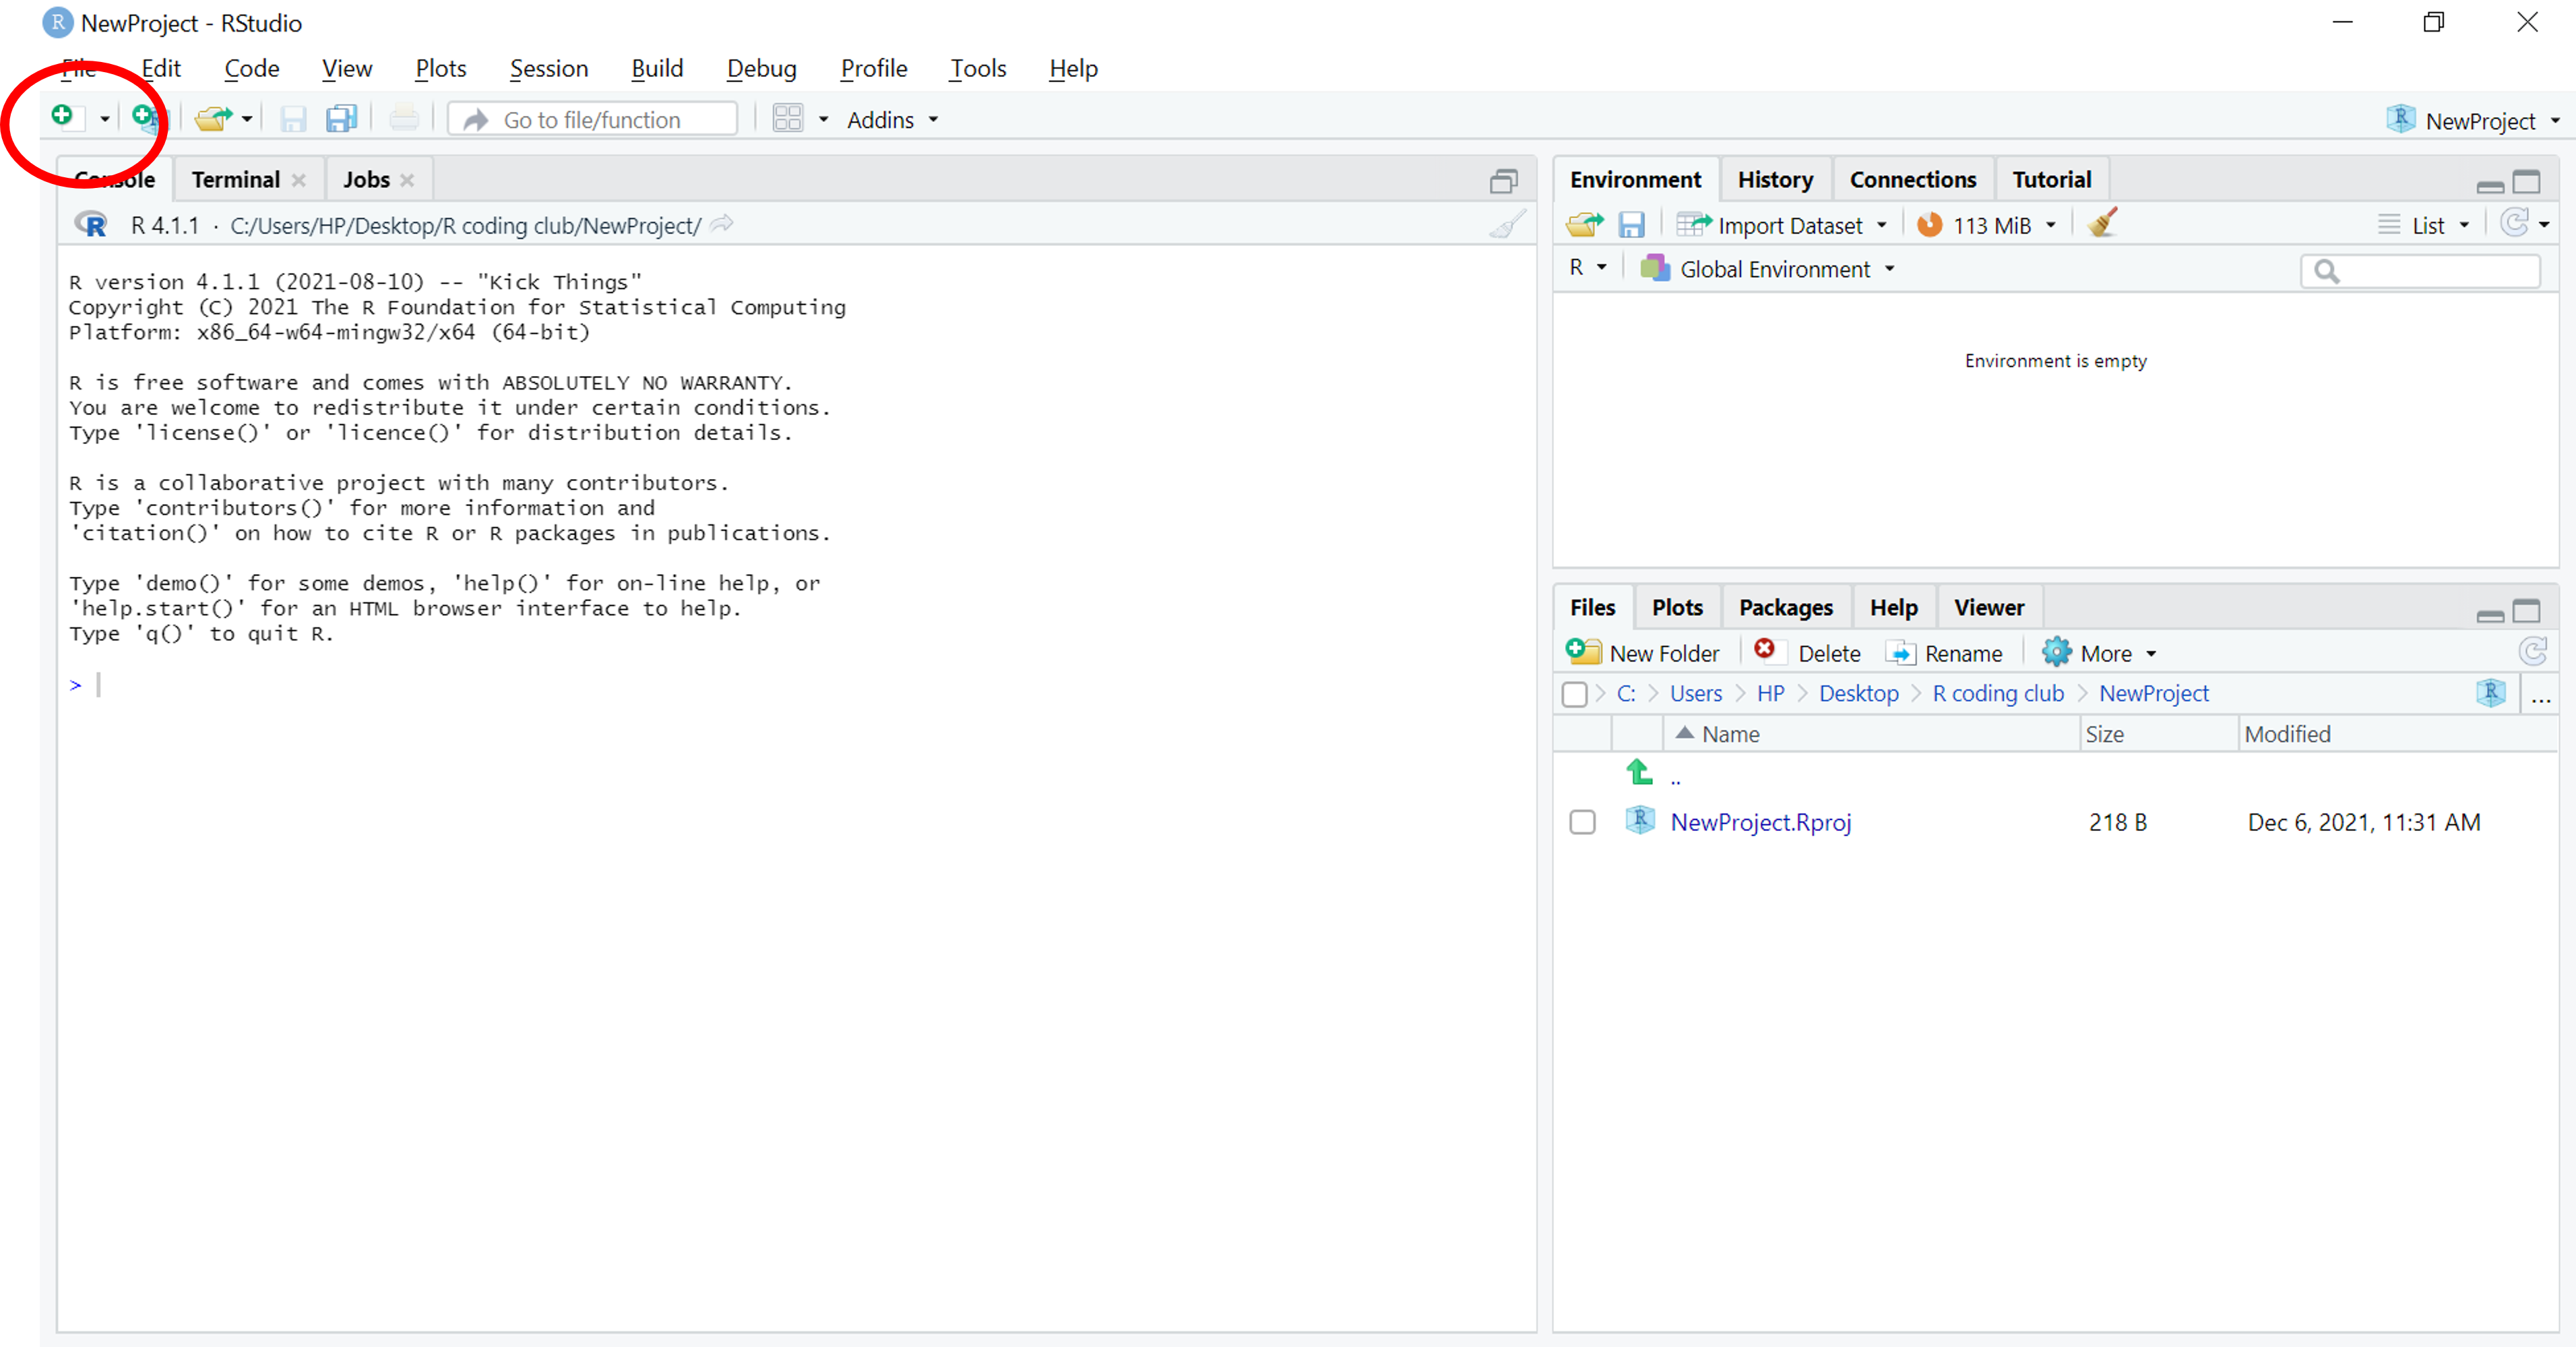 NewProject - RStudio
File Edit Code View Plots Session Build Debug Profile Tools Help
Go to file/function Addins NewProject
Console Terminal Jobs
R 4.1.1 · C:/Users/HP/Desktop/R coding club/NewProject/
R version 4.1.1 (2021-08-10) -- "Kick Things"
Copyright (C) 2021 The R Foundation for Statistical Computing
Platform: x86_64-w64-mingw32/x64 (64-bit)
R is free software and comes with ABSOLUTELY NO WARRANTY.
You are welcome to redistribute it under certain conditions.
Type 'license()' or 'licence()' for distribution details.
R is a collaborative project with many contributors.
Type 'contributors()' for more information and
'citation()' on how to cite R or R packages in publications.
Type 'demo()' for some demos, 'help()' for on-line help, or
'help.start()' for an HTML browser interface to help.
Type 'q()' to quit R.
>
Environment History Connections Tutorial
Import Dataset 113 MiB List
R Global Environment
Environment is empty
Files Plots Packages Help Viewer
New Folder Delete Rename More
C: Users HP Desktop R coding club NewProject ...
Name Size Modified
..
NewProject.Rproj 218 B Dec 6, 2021, 11:31 AM